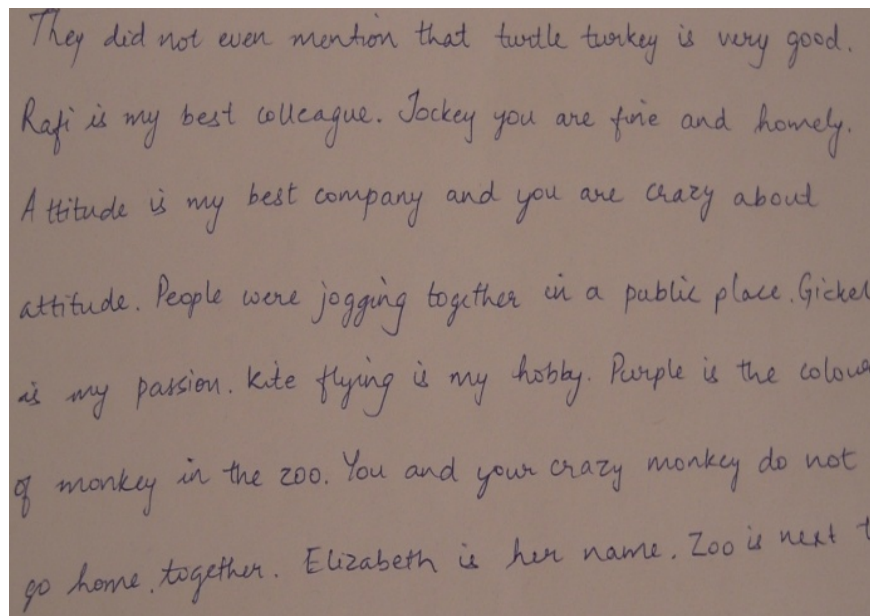 They did not even mention that turtle turkey is very good.
Rafi is my best colleague. Jockey you are fine and homely.
Attitude is my best company and you are crazy about
attitude. People were jogging together in a public place. Gickel
is my passion. Kite flying is my hobby. Purple is the colour
of monkey in the zoo. You and your crazy monkey do not
go home. together. Elizabeth is her name. Zoo is next